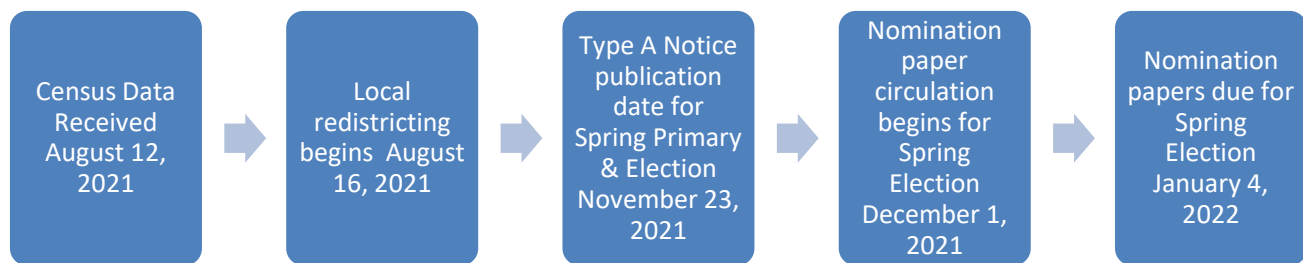 Census Data
Received
August 12,
2021
Local
redistricting
begins August
16, 2021
Type A Notice
publication
date for
Spring Primary
& Election
November 23,
2021
Nomination
paper
circulation
begins for
Spring
Election
December 1,
2021
Nomination
papers due for
Spring
Election
January 4,
2022